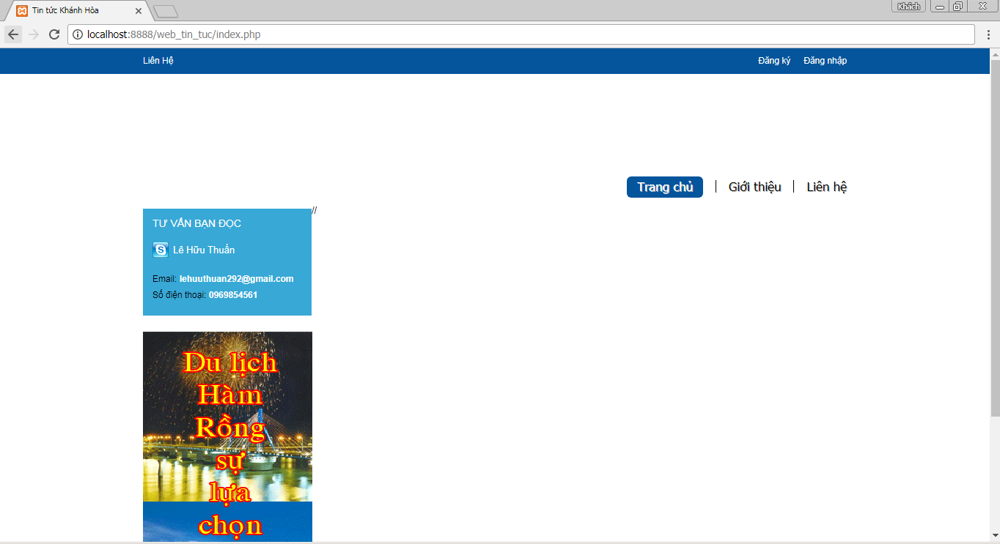 Tin tức Khánh Hòa
Khách
localhost:8888/web_tin_tuc/index.php
Liên Hệ Đăng ký Đăng nhập
Trang chủ | Giới thiệu | Liên hệ
//
TƯ VẤN BẠN ĐỌC
Lê Hữu Thuấn
Email: lehuuthuan292@gmail.com
Số điện thoại: 0969854561
Du lịch
Hàm
Rồng
sự
lựa
chọn